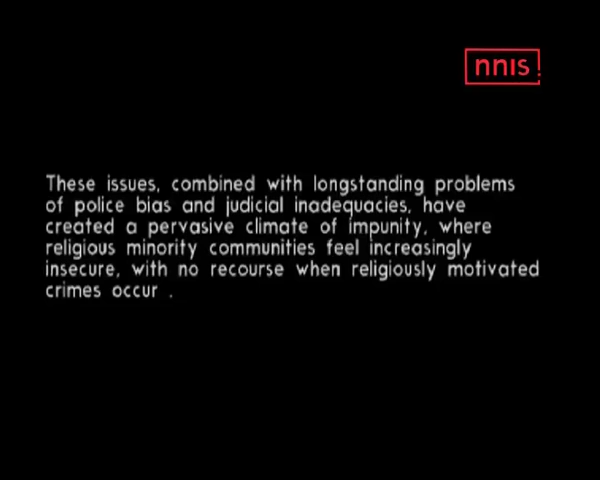 nnis.
These issues, combined with longstanding problems
of police bias and judicial inadequacies, have
created a pervasive climate of impunity, where
religious minority communities feel increasingly
insecure, with no recourse when religiously motivated
crimes occur .